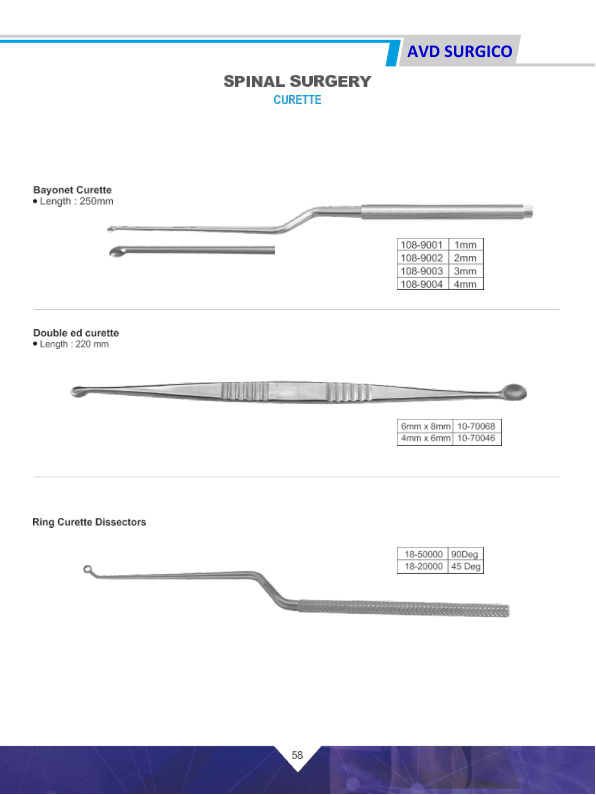 AVD SURGICO
SPINAL SURGERY
CURETTE
Bayonet Curette
• Length : 250mm
108-9001 1mm
108-9002 2mm
108-9003 3mm
108-9004 4mm
Double ed curette
• Length : 220 mm
6mm x 8mm 10-70068
4mm x 6mm 10-70046
Ring Curette Dissectors
18-50000 90Deg
18-20000 45 Deg
58